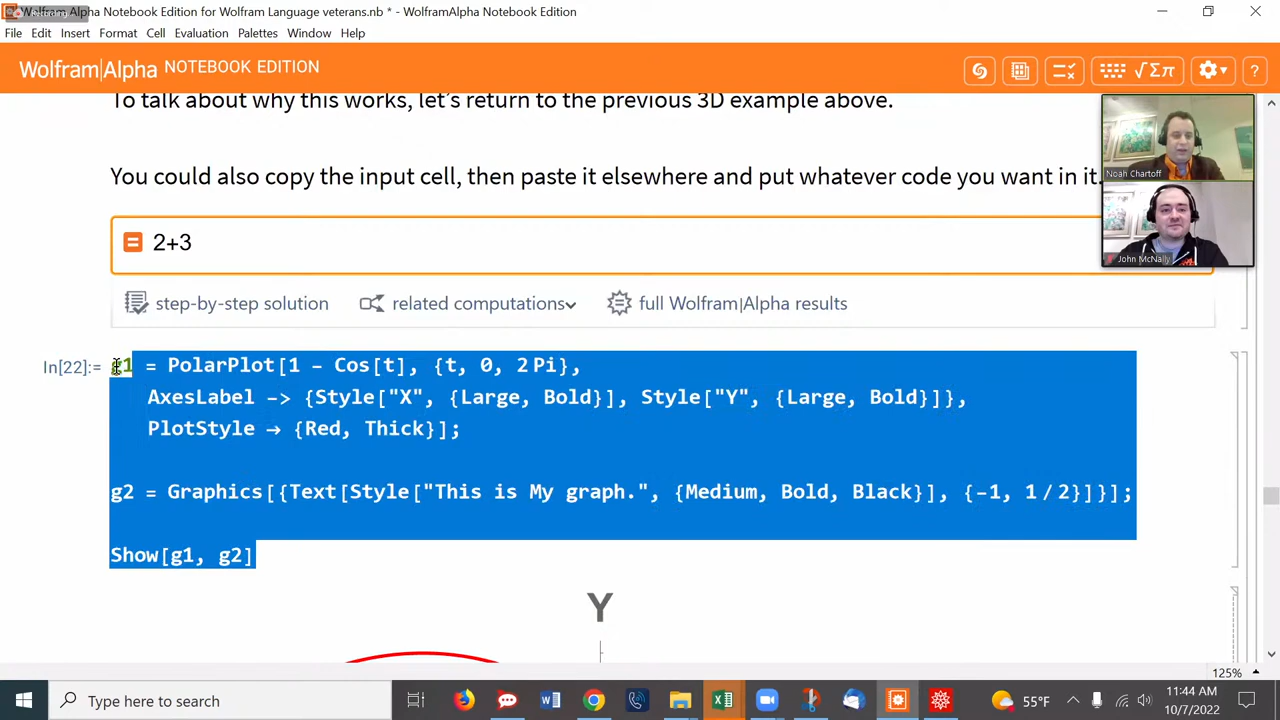 Wolfram Alpha Notebook Edition for Wolfram Language veterans.nb * - WolframAlpha Notebook Edition
File Edit Insert Format Cell Evaluation Palettes Window Help
Wolfram|Alpha NOTEBOOK EDITION
√Σπ ?
To talk about why this works, let's return to the previous 3D example above.
You could also copy the input cell, then paste it elsewhere and put whatever code you want in it.
Noah Chartoff
John McNally
2+3
step-by-step solution related computations full Wolfram|Alpha results
In[22]:= g1 = PolarPlot[1 – Cos[t], {t, 0, 2 Pi},
AxesLabel -> {Style["X", {Large, Bold}], Style["Y", {Large, Bold}]},
PlotStyle → {Red, Thick}];
g2 = Graphics[{Text[Style["This is My graph.", {Medium, Bold, Black}], {-1, 1 / 2}]}];
Show[g1, g2]
Y
125%
Type here to search
55°F
11:44 AM
10/7/2022